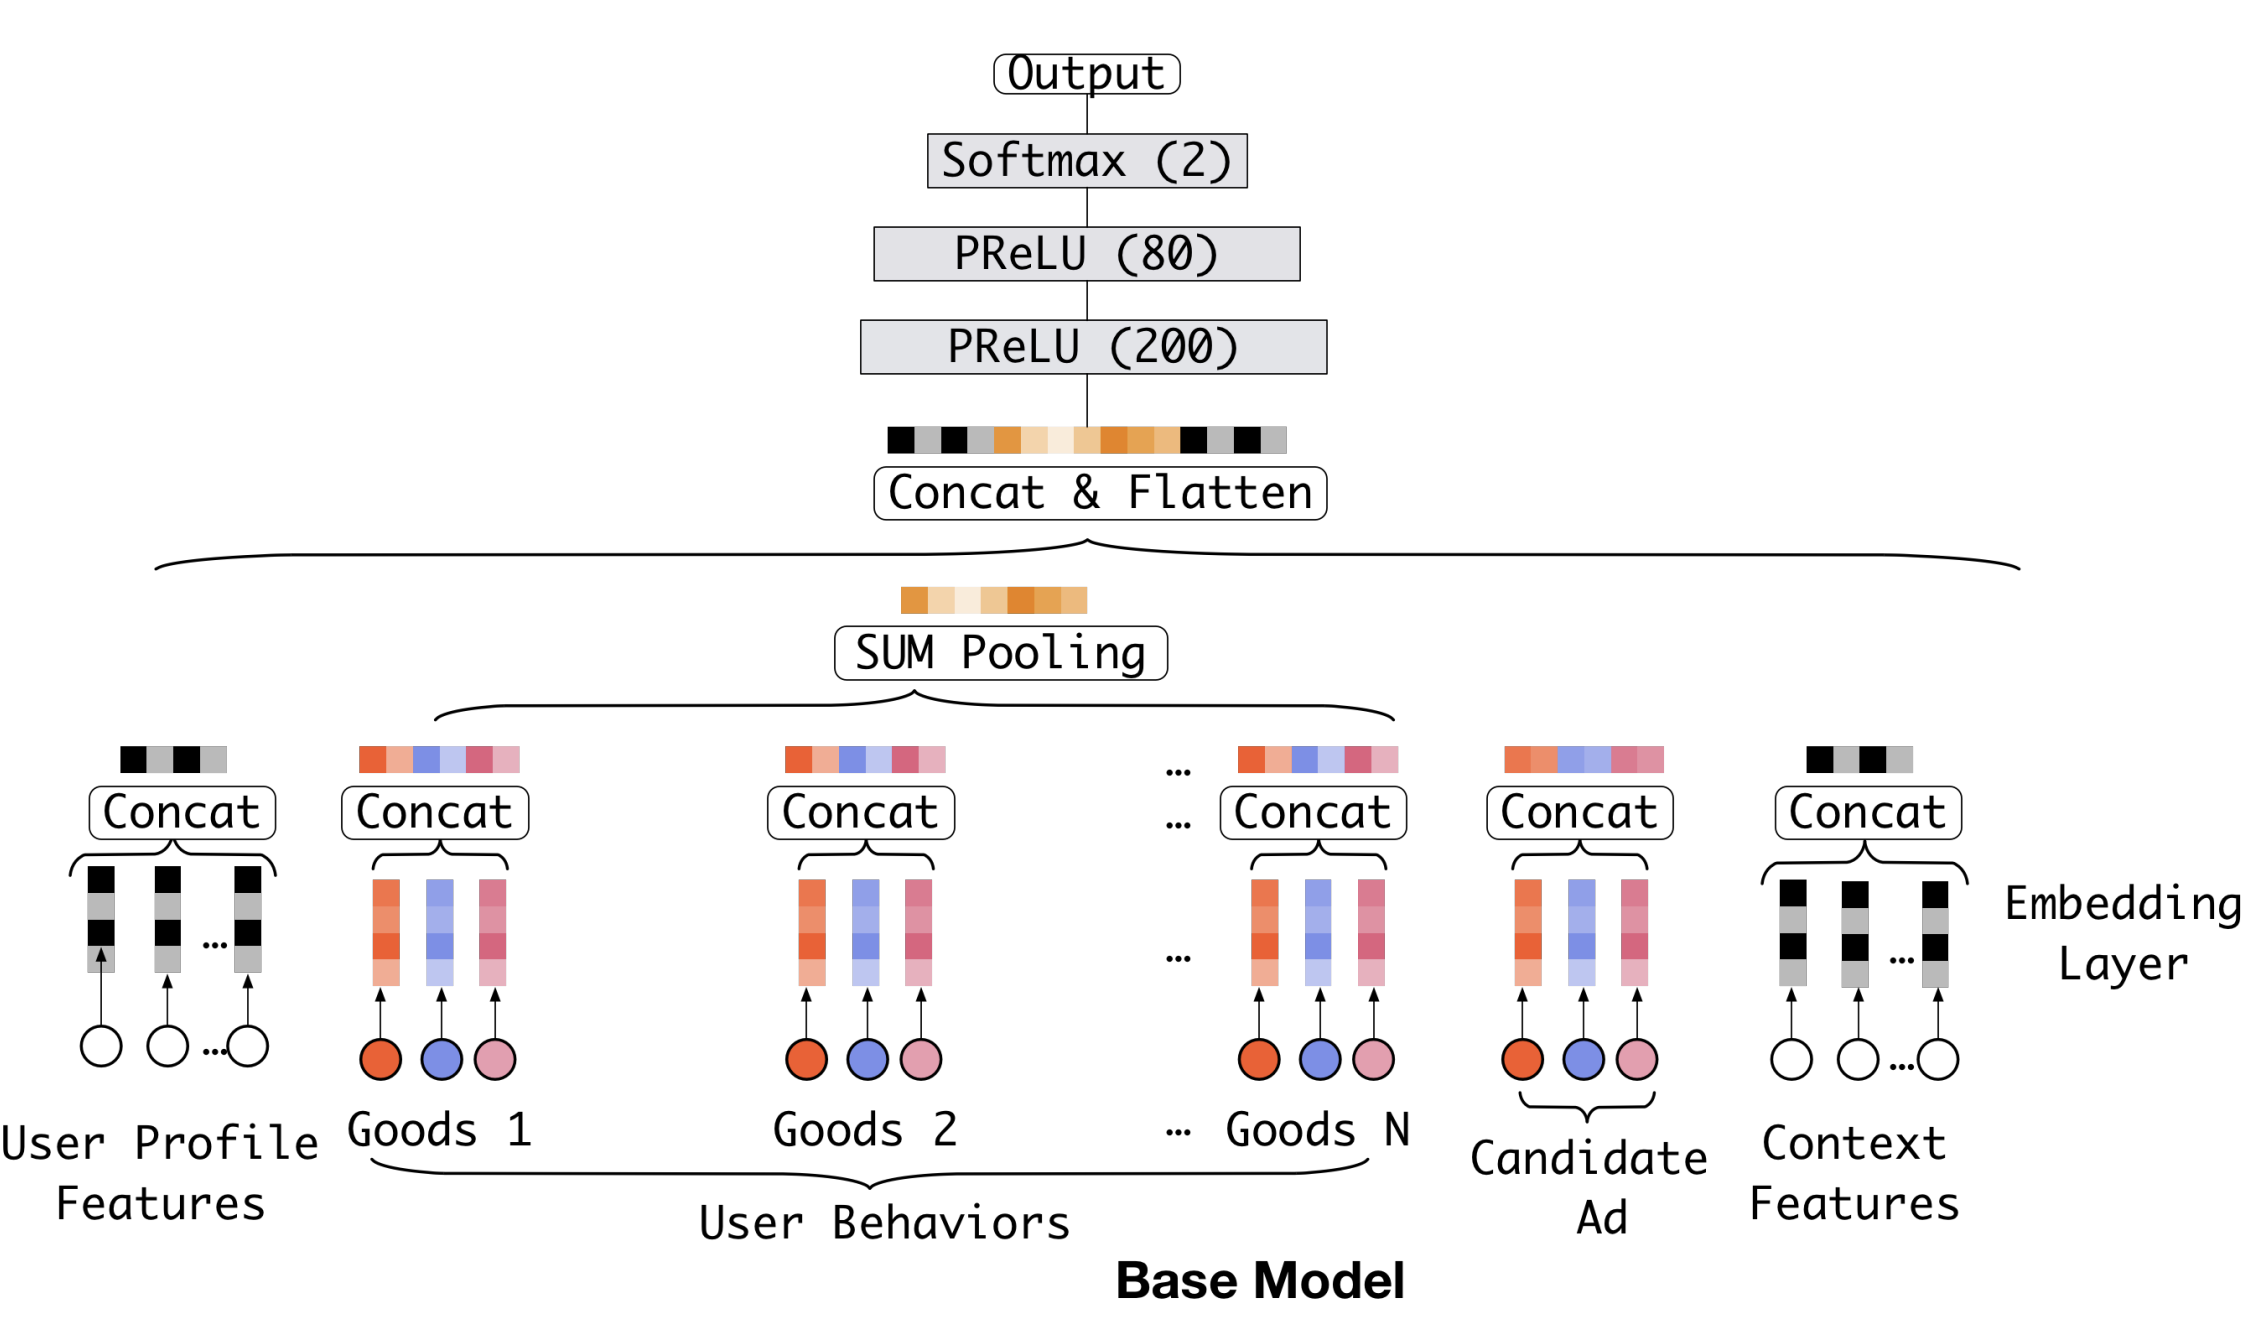 Output
Softmax (2)
PReLU (80)
PReLU (200)
Concat & Flatten
SUM Pooling
...
Concat
Concat
Concat
...
Concat
Concat
Concat
Embedding
Layer
...
...
...
...
...
User Profile
Features
Goods 1
Goods 2
...
Goods N
Candidate
Ad
Context
Features
User Behaviors
Base Model